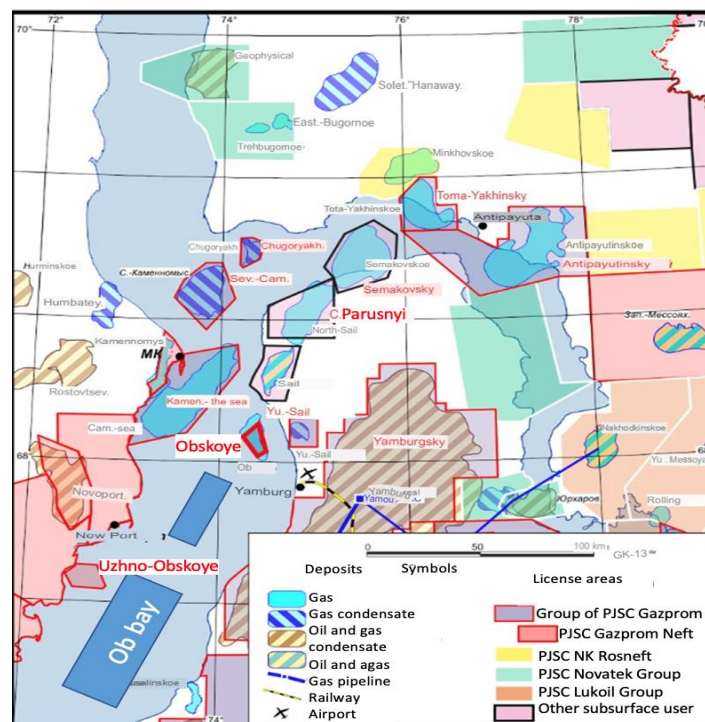 72°
74°
76°
78°
70°
Geophysical
Solet."Hanaway.
East.-Bugornoe
Trehbugornoe
Minkhovskoe
Toma-Yakhinsky
Tota-Yakhinskoe
Antipayuta
Chugoryakh.
Chugoryakh.
Antipayutinskoe
С.-Каменномыс.
Semakovskoe
Antipayutinsky
Sev.-Cam.
Semakovsky
Humbatey.
Parusnyi
Зап.-Мессоях.
North-Sail
Kamennomys
МК
Rostovtsev.
Sail
Kamen.- the sea
Yu.-Sail
Cam.-sea
Obskoye
Yamburgsky
Nakhodkinskoe
Yu.-Sail
68°
Ob
68°
Yu. Messoya
Novoport.
Yamburg
Юрхаров.
Rolling
New Port
100 km
0
50
GK-13
Uzhno-Obskoye
Deposits
Symbols
License areas
Ob bay
Gas
Gas condensate
Oil and gas
condensate
Oil and agas
Gas pipeline
Railway
Airport
Group of PJSC Gazprom
PJSC Gazprom Neft
PJSC NK Rosneft
PJSC Novatek Group
PJSC Lukoil Group
Other subsurface user
74°